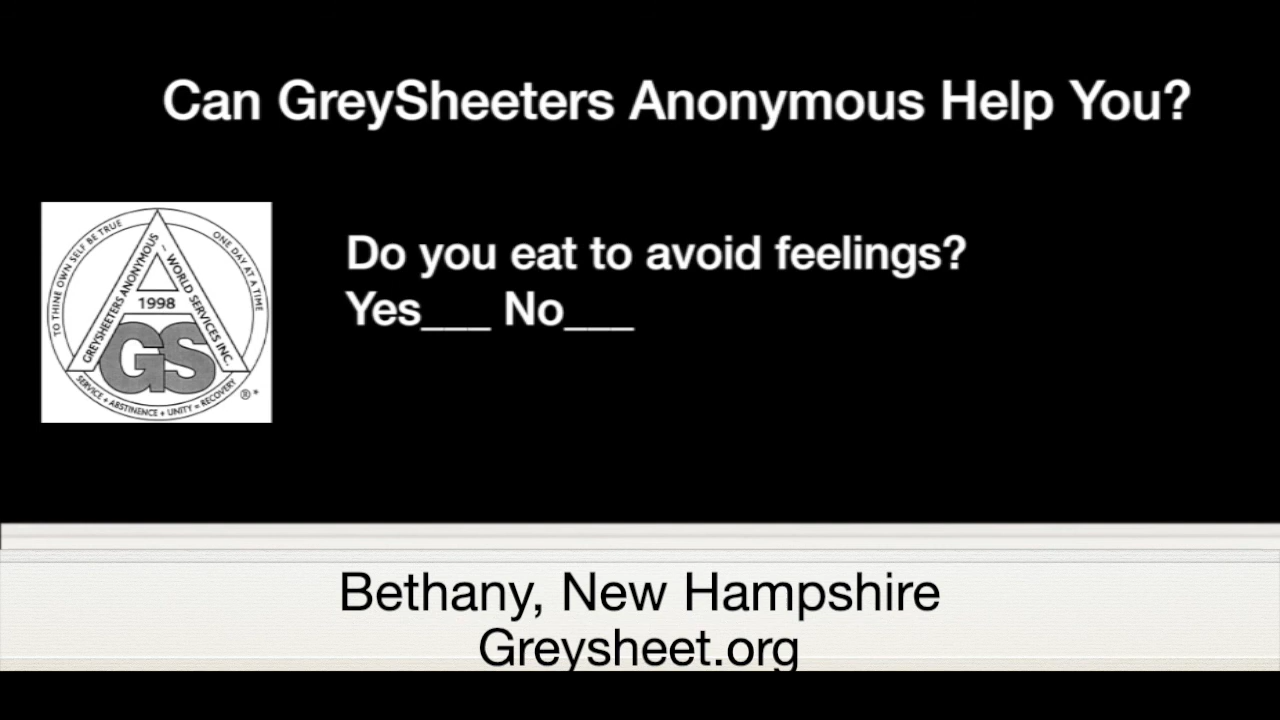 Can GreySheeters Anonymous Help You?
TO THINE OWN SELF BE TRUE
ONE DAY AT A TIME
GREYSHEETERS ANONYMOUS ~ WORLD SERVICES INC.
1998
GS
SERVICE + ABSTINENCE + UNITY = RECOVERY
®*
Do you eat to avoid feelings?
Yes___ No___
Bethany, New Hampshire
Greysheet.org